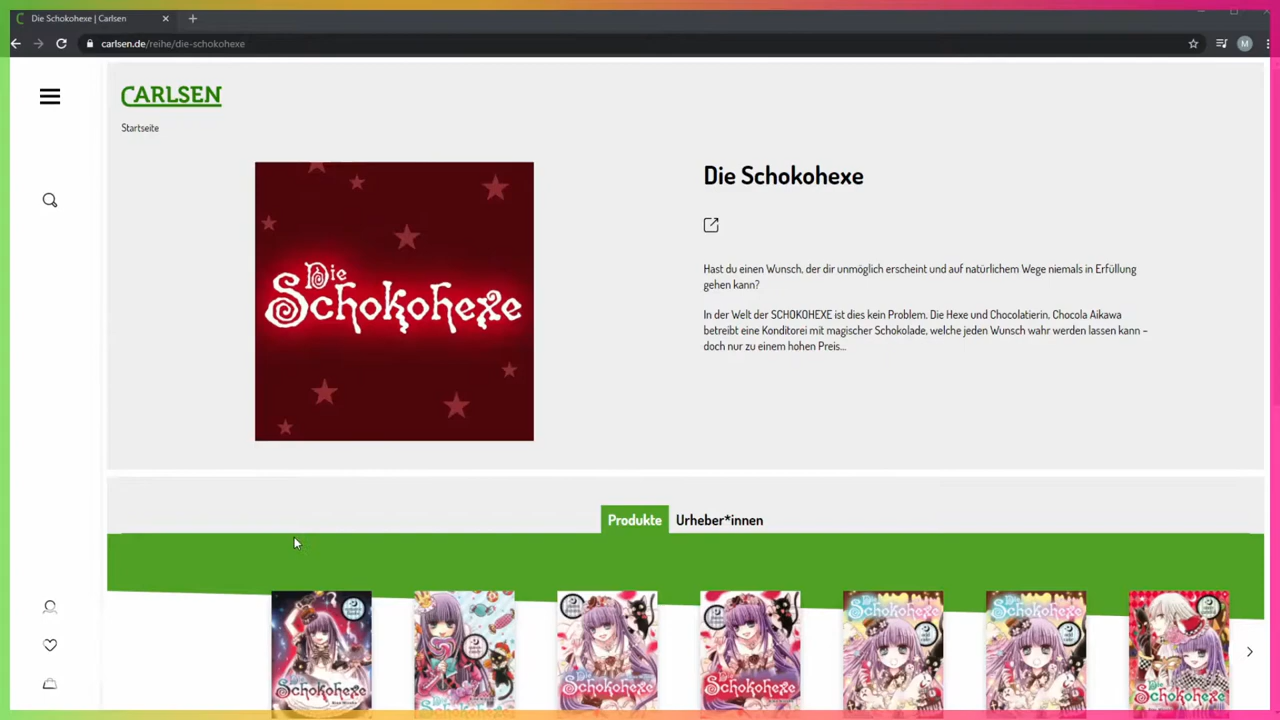 Die Schokohexe | Carlsen
carlsen.de/reihe/die-schokohexe
M
CARLSEN
Startseite
Die
Schokohexe
Die Schokohexe
Hast du einen Wunsch, der dir unmöglich erscheint und auf natürlichem Wege niemals in Erfüllung
gehen kann?
In der Welt der SCHOKOHEXE ist dies kein Problem. Die Hexe und Chocolatierin, Chocola Aikawa
betreibt eine Konditorei mit magischer Schokolade, welche jeden Wunsch wahr werden lassen kann –
doch nur zu einem hohen Preis...
Produkte
Urheber*innen
Schokohexe
Schokohexe
Schokohexe
Schokohexe
Die
Schokohexe
Die
Schokohexe
Die
Schokohexe